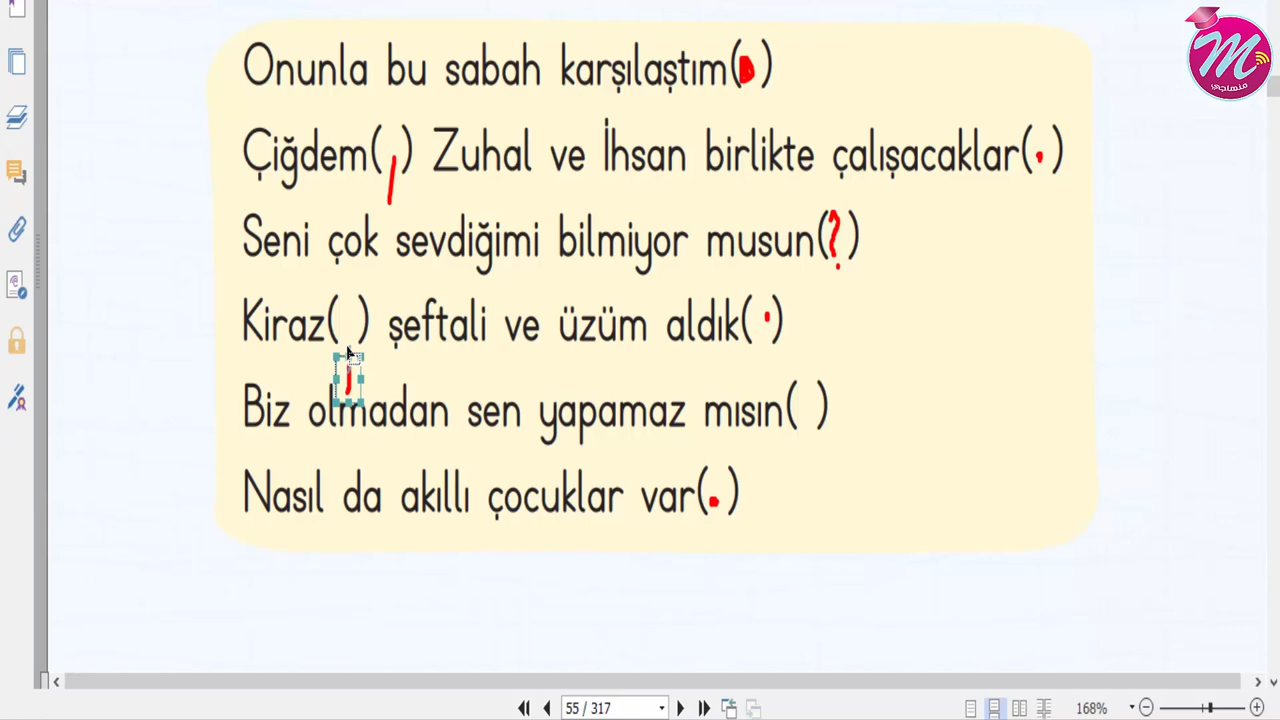 Onunla bu sabah karşılaştım(.)
Çiğdem(,) Zuhal ve İhsan birlikte çalışacaklar(.)
Seni çok sevdiğimi bilmiyor musun(?)
Kiraz( ) şeftali ve üzüm aldık(.)
,
Biz olmadan sen yapamaz mısın( )
Nasıl da akıllı çocuklar var(.)
M
منهاجي
55 / 317
168%